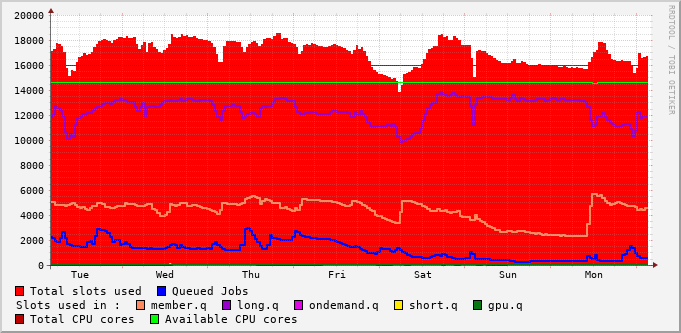 RRDTOOL / TOBI OETIKER
20000
18000
16000
14000
12000
10000
8000
6000
4000
2000
0
Tue Wed Thu Fri Sat Sun Mon
Total slots used Queued Jobs
Slots used in : member.q long.q ondemand.q short.q gpu.q
Total CPU cores Available CPU cores